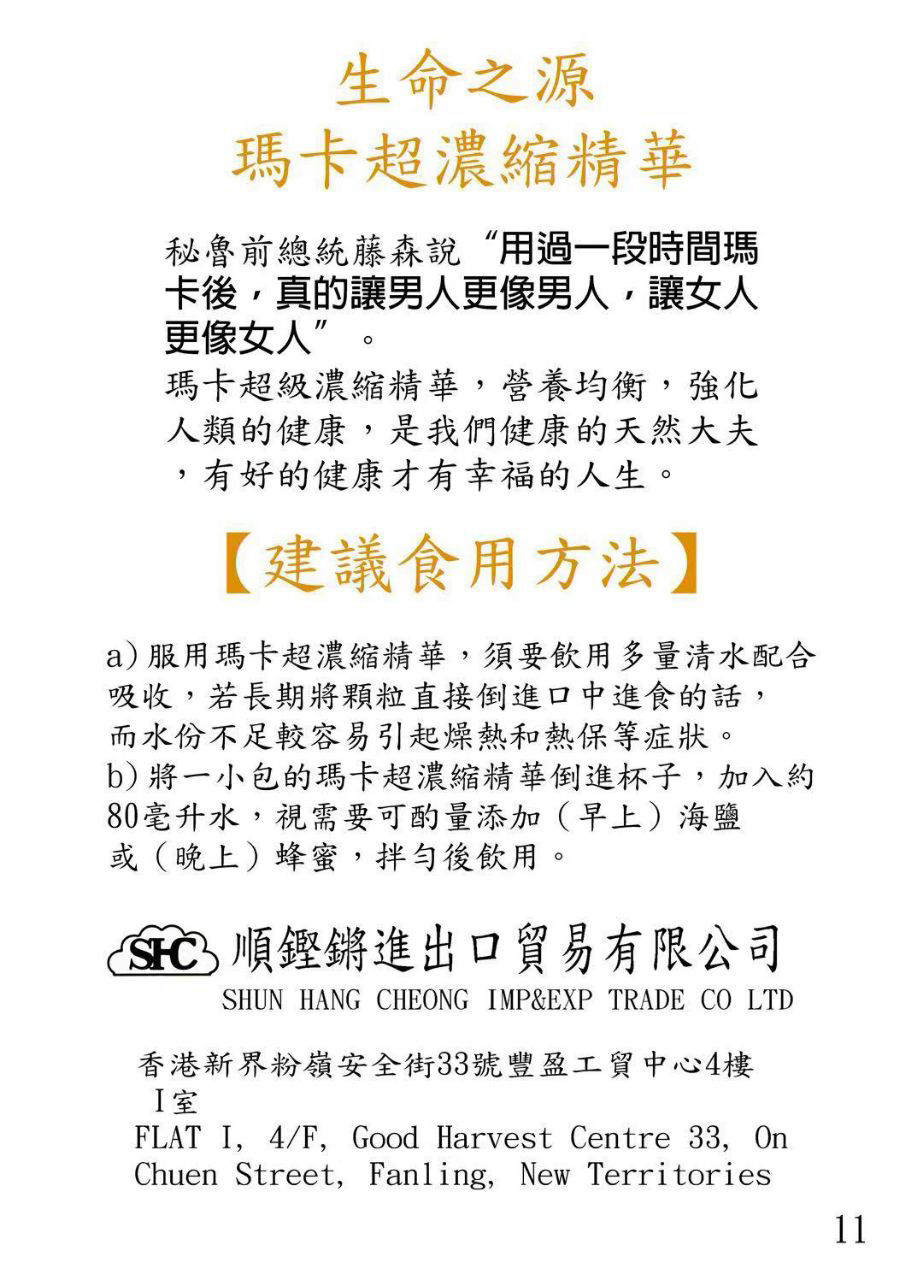 生命之源
瑪卡超濃縮精華
秘魯前總統藤森說“用過一段時間瑪
卡後，真的讓男人更像男人，讓女人
更像女人”。
瑪卡超級濃縮精華，營養均衡，強化
人類的健康，是我們健康的天然大夫
，有好的健康才有幸福的人生。
【建議食用方法】
a)服用瑪卡超濃縮精華，須要飲用多量清水配合
吸收，若長期將顆粒直接倒進口中進食的話，
而水份不足較容易引起燥熱和熱保等症狀。
b)將一小包的瑪卡超濃縮精華倒進杯子，加入約
80毫升水，視需要可酌量添加（早上）海鹽
或（晚上）蜂蜜，拌勻後飲用。
SHC 順鏗鏘進出口貿易有限公司
SHUN HANG CHEONG IMP&EXP TRADE CO LTD
香港新界粉嶺安全街33號豐盈工貿中心4樓
I室
FLAT I, 4/F, Good Harvest Centre 33, On
Chuen Street, Fanling, New Territories
11